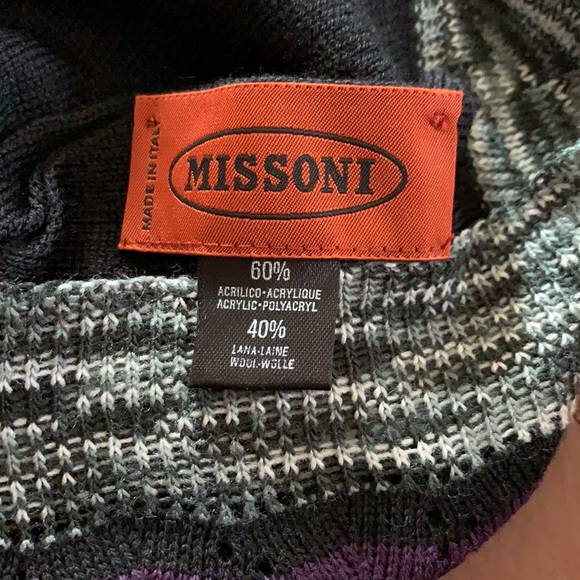 MADE IN ITALY
MISSONI
60%
ACRILICO-ACRYLIQUE
ACRYLIC-POLYACRYL
40%
LANA-LAINE
WOOL-WOLLE